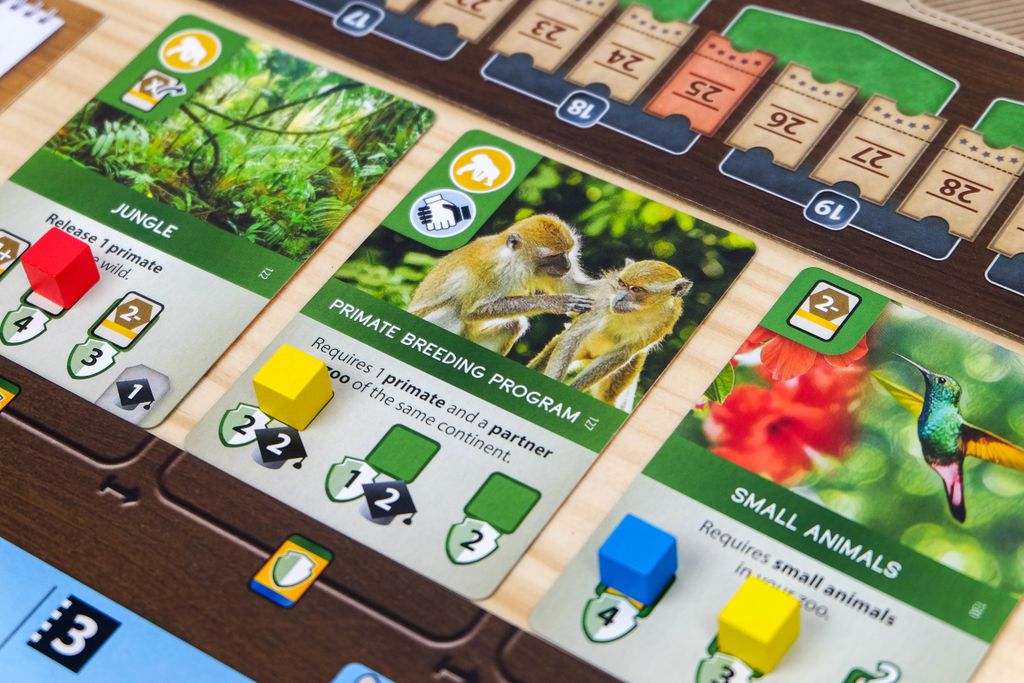 17
22
23
24
25
26
27
28
18
19
JUNGLE
122
Release 1 primate
wild.
4
2-
3
1
PRIMATE BREEDING PROGRAM
Requires 1 primate and a partner
zoo of the same continent.
2
2
1
2
2
2-
SMALL ANIMALS
Requires small animals
in your zoo.
4
3
3